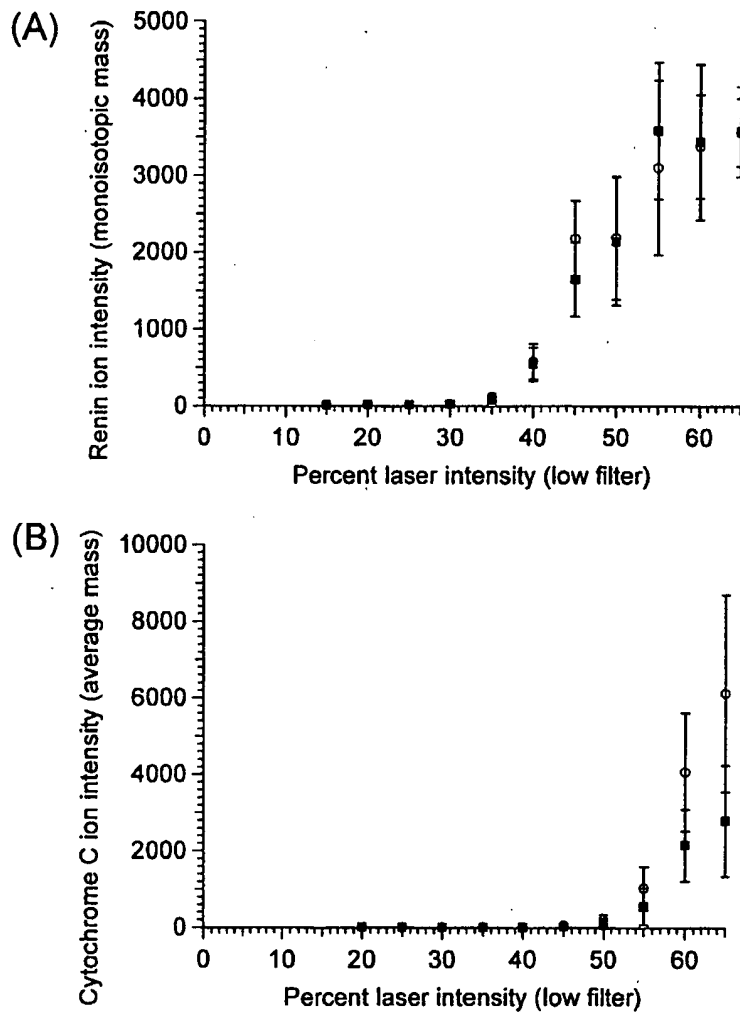 (A)
Renin ion intensity (monoisotopic mass)
5000
4000
3000
2000
1000
0
0 10 20 30 40 50 60
Percent laser intensity (low filter)
(B)
Cytochrome C ion intensity (average mass)
10000
8000
6000
4000
2000
0
0 10 20 30 40 50 60
Percent laser intensity (low filter)